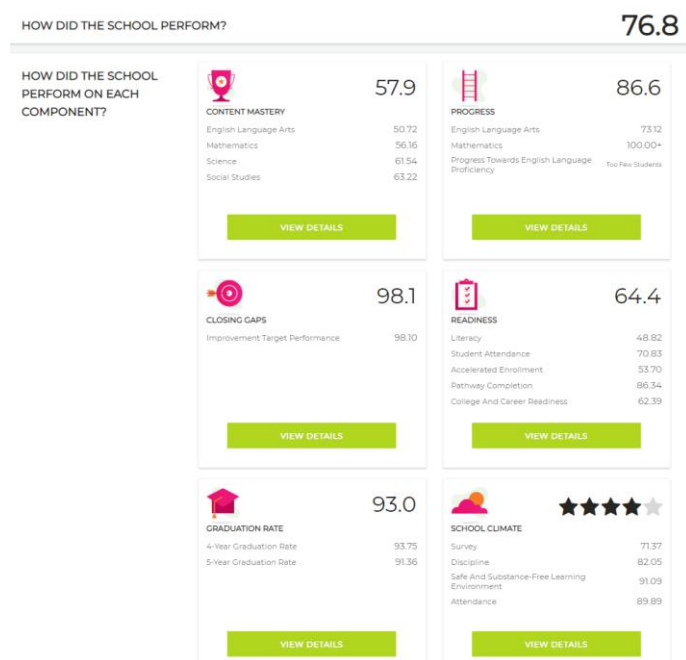 HOW DID THE SCHOOL PERFORM?
76.8
HOW DID THE SCHOOL
PERFORM ON EACH
COMPONENT?
57.9
CONTENT MASTERY
English Language Arts 50.72
Mathematics 56.16
Science 61.54
Social Studies 63.22
VIEW DETAILS
86.6
PROGRESS
English Language Arts 73.12
Mathematics 100.00+
Progress Towards English Language
Proficiency
Too Few Students
VIEW DETAILS
98.1
CLOSING GAPS
Improvement Target Performance 98.10
VIEW DETAILS
64.4
READINESS
Literacy 48.82
Student Attendance 70.83
Accelerated Enrollment 53.70
Pathway Completion 86.34
College And Career Readiness 62.39
VIEW DETAILS
93.0
GRADUATION RATE
4-Year Graduation Rate 93.75
5-Year Graduation Rate 91.36
VIEW DETAILS
SCHOOL CLIMATE
Survey 71.37
Discipline 82.05
Safe And Substance-Free Learning
Environment
91.09
Attendance 89.89
VIEW DETAILS